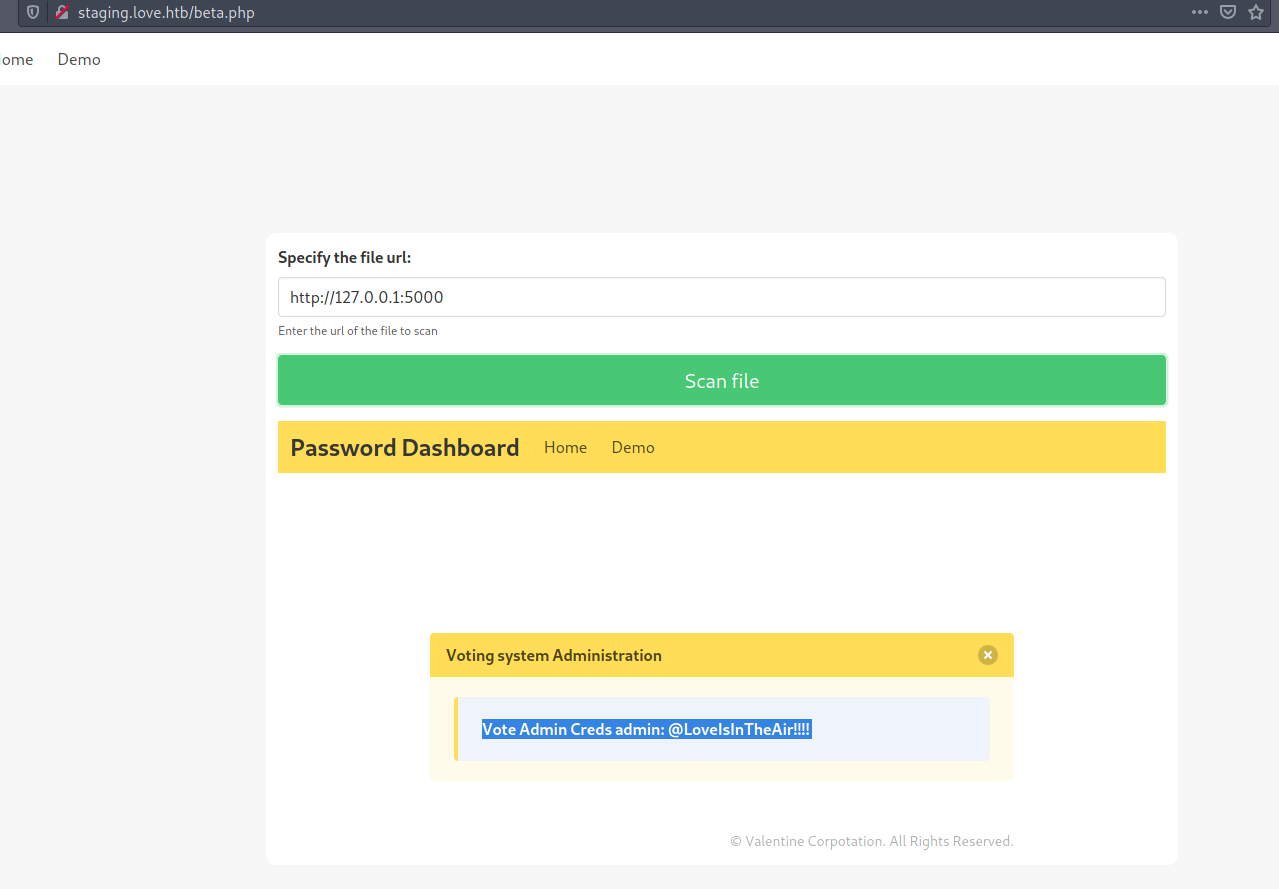 staging.love.htb/beta.php
ome Demo
Specify the file url:
http://127.0.0.1:5000
Enter the url of the file to scan
Scan file
Password Dashboard Home Demo
Voting system Administration
Vote Admin Creds admin: @LoveIsInTheAir!!!!
© Valentine Corpotation. All Rights Reserved.